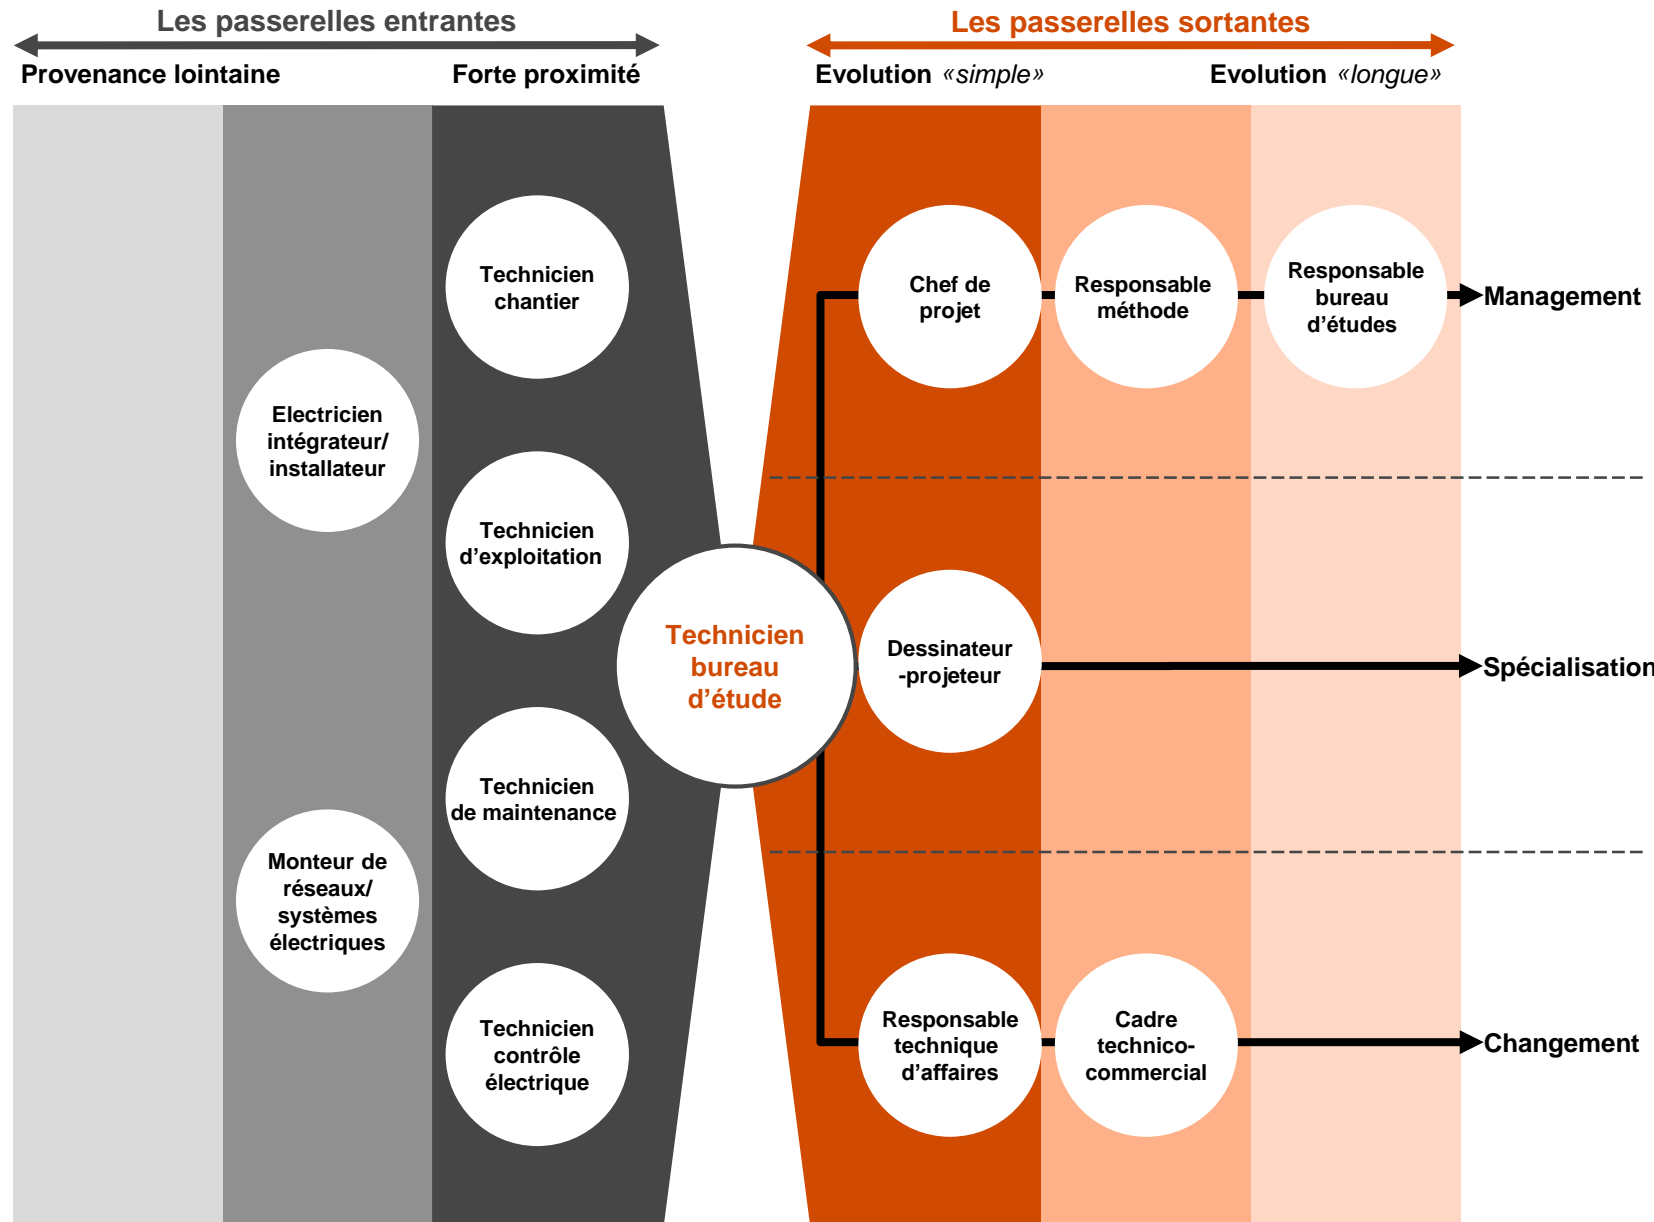 Les passerelles entrantes
Provenance lointaine
Forte proximité
Technicien
chantier
Electricien
intégrateur/
installateur
Technicien
d’exploitation
Technicien
de maintenance
Monteur de
réseaux/
systèmes
électriques
Technicien
contrôle
électrique
Technicien
bureau
d’étude
Les passerelles sortantes
Evolution «simple»
Evolution «longue»
Chef de
projet
Responsable
méthode
Responsable
bureau
d’études
Management
Dessinateur
-projeteur
Spécialisation
Responsable
technique
d’affaires
Cadre
technico-
commercial
Changement